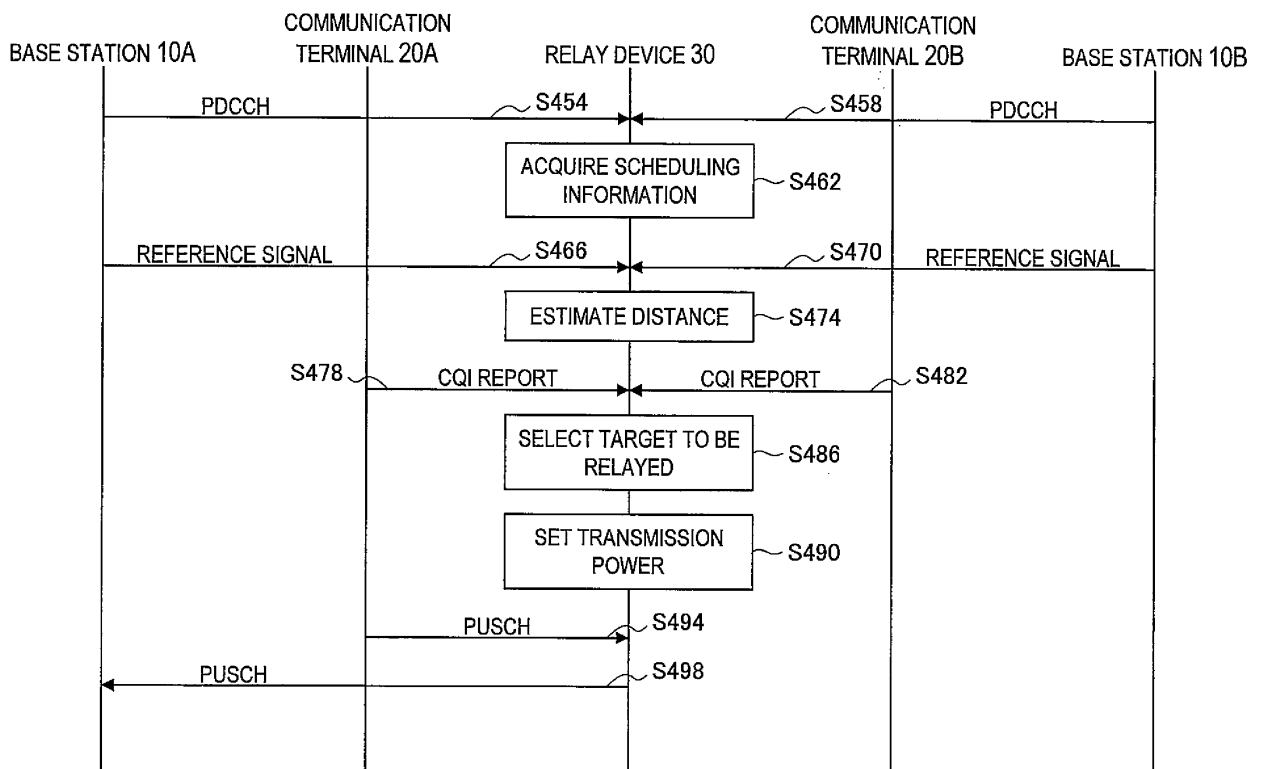 COMMUNICATION
TERMINAL 20A
COMMUNICATION
TERMINAL 20B
BASE STATION 10A
RELAY DEVICE 30
BASE STATION 10B
PDCCH
S454
S458
PDCCH
ACQUIRE SCHEDULING
INFORMATION
S462
REFERENCE SIGNAL
S466
S470
REFERENCE SIGNAL
ESTIMATE DISTANCE
S474
S478
CQI REPORT
CQI REPORT
S482
SELECT TARGET TO BE
RELAYED
S486
SET TRANSMISSION
POWER
S490
PUSCH
S494
PUSCH
S498